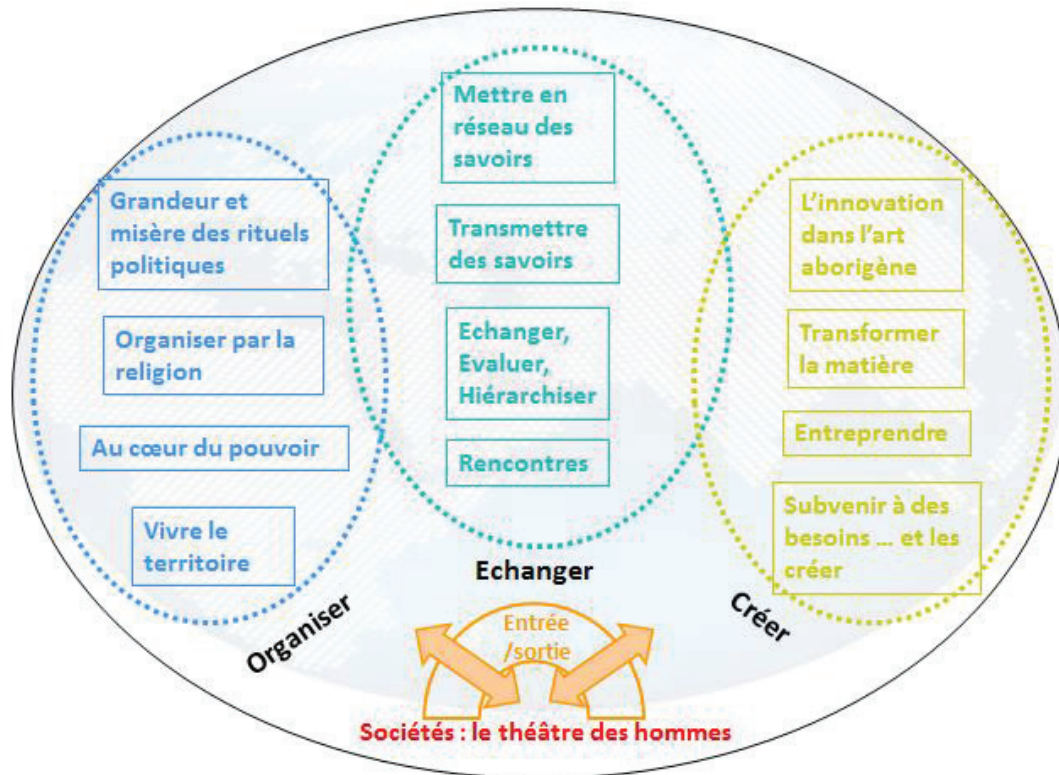 Grandeur et
misère des rituels
politiques
Organiser par la
religion
Au cœur du pouvoir
Vivre le
territoire
Organiser
Mettre en
réseau des
savoirs
Transmettre
des savoirs
Echanger,
Evaluer,
Hiérarchiser
Rencontres
Echanger
L'innovation
dans l'art
aborigène
Transformer
la matière
Entreprendre
Subvenir à des
besoins ... et les
créer
Créer
Entrée
/sortie
Sociétés : le théâtre des hommes